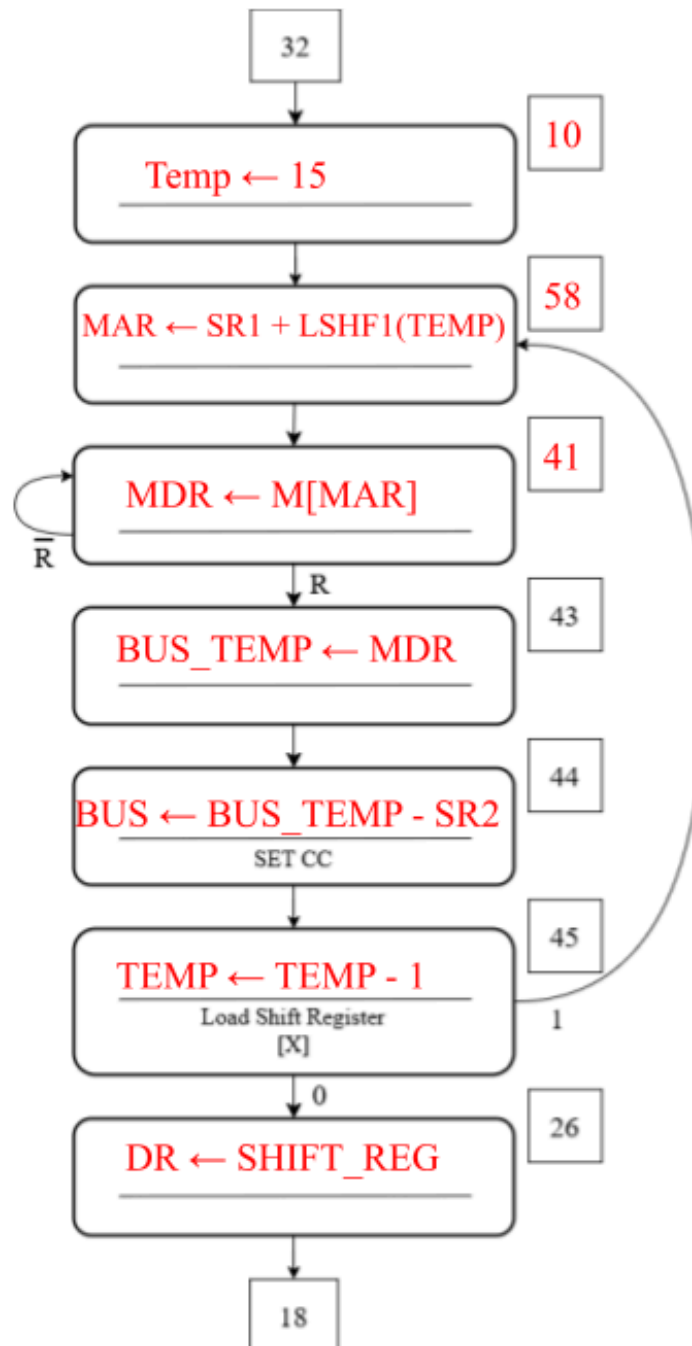 32
10
Temp ← 15
58
MAR ← SR1 + LSHF1(TEMP)
41
MDR ← M[MAR]
R̅
R
43
BUS_TEMP ← MDR
44
BUS ← BUS_TEMP - SR2
SET CC
45
TEMP ← TEMP - 1
Load Shift Register
[X]
1
0
26
DR ← SHIFT_REG
18